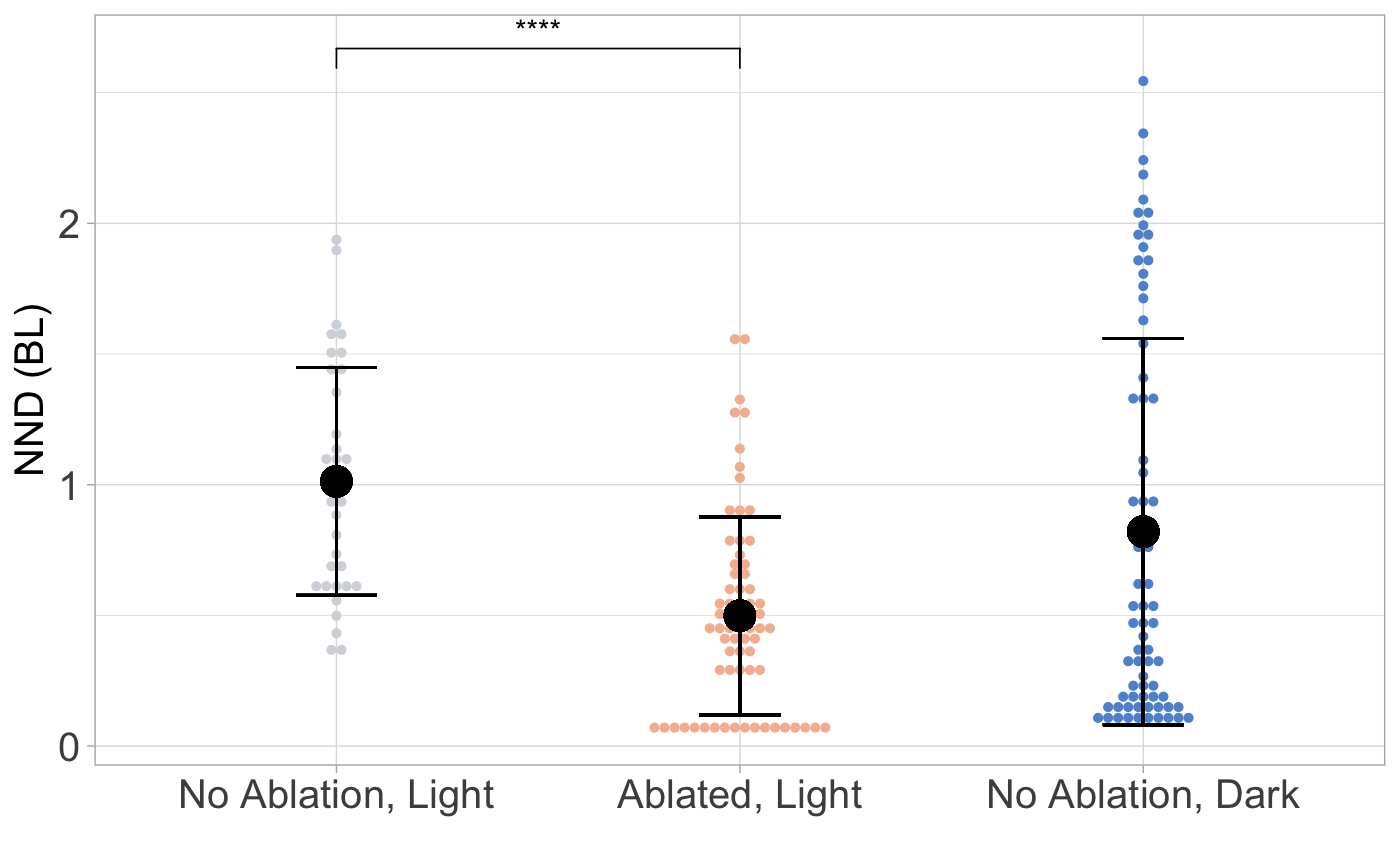 ****
2
1
0
NND (BL)
No Ablation, Light
Ablated, Light
No Ablation, Dark